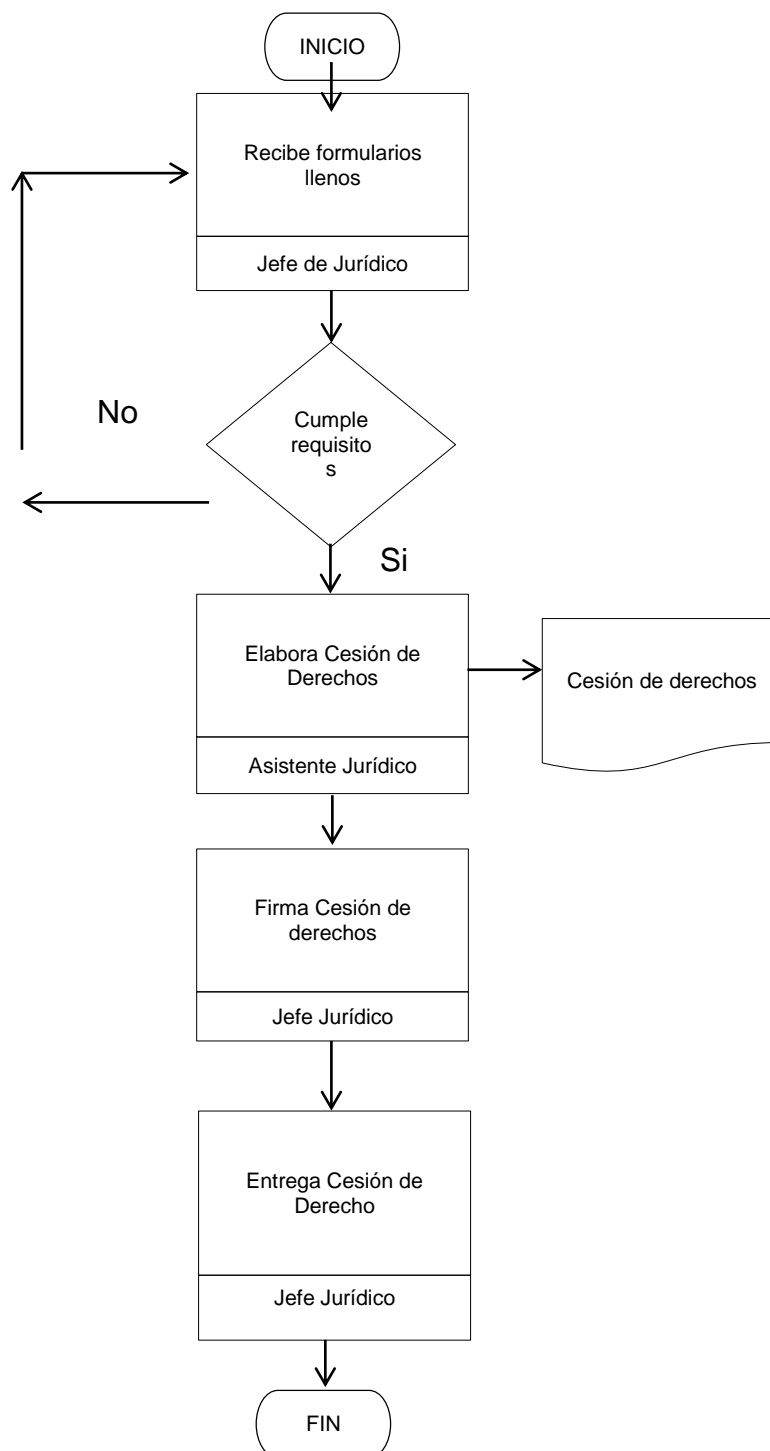 INICIO
Recibe formularios
llenos
Jefe de Jurídico
No
Cumple
requisito
s
Si
Elabora Cesión de
Derechos
Cesión de derechos
Asistente Jurídico
Firma Cesión de
derechos
Jefe Jurídico
Entrega Cesión de
Derecho
Jefe Jurídico
FIN